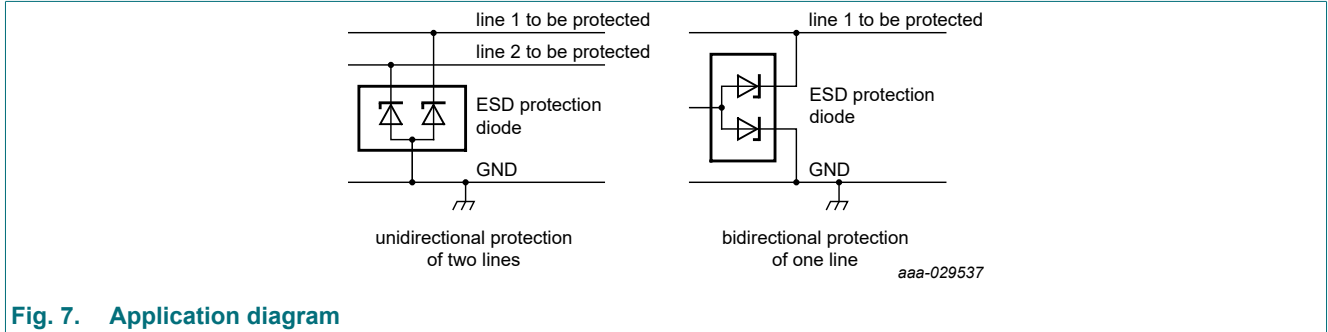 line 1 to be protected
line 2 to be protected
ESD protection
diode
GND
unidirectional protection
of two lines
line 1 to be protected
ESD protection
diode
GND
bidirectional protection
of one line
aaa-029537
Fig. 7. Application diagram